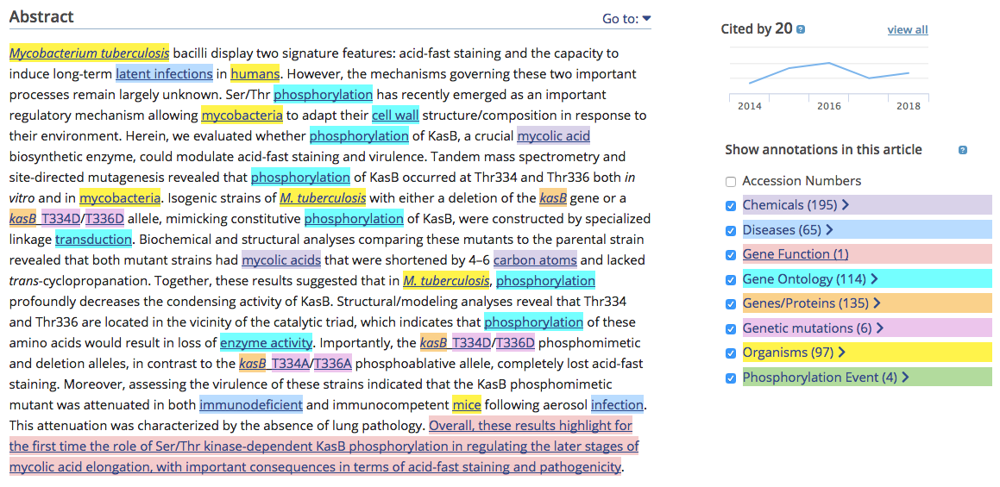 Abstract
Go to:
Mycobacterium tuberculosis bacilli display two signature features: acid-fast staining and the capacity to
induce long-term latent infections in humans. However, the mechanisms governing these two important
processes remain largely unknown. Ser/Thr phosphorylation has recently emerged as an important
regulatory mechanism allowing mycobacteria to adapt their cell wall structure/composition in response to
their environment. Herein, we evaluated whether phosphorylation of KasB, a crucial mycolic acid
biosynthetic enzyme, could modulate acid-fast staining and virulence. Tandem mass spectrometry and
site-directed mutagenesis revealed that phosphorylation of KasB occurred at Thr334 and Thr336 both in
vitro and in mycobacteria. Isogenic strains of M. tuberculosis with either a deletion of the kasB gene or a
kasB_T334D/T336D allele, mimicking constitutive phosphorylation of KasB, were constructed by specialized
linkage transduction. Biochemical and structural analyses comparing these mutants to the parental strain
revealed that both mutant strains had mycolic acids that were shortened by 4–6 carbon atoms and lacked
trans-cyclopropanation. Together, these results suggested that in M. tuberculosis, phosphorylation
profoundly decreases the condensing activity of KasB. Structural/modeling analyses reveal that Thr334
and Thr336 are located in the vicinity of the catalytic triad, which indicates that phosphorylation of these
amino acids would result in loss of enzyme activity. Importantly, the kasB_T334D/T336D phosphomimetic
and deletion alleles, in contrast to the kasB_T334A/T336A phosphoablative allele, completely lost acid-fast
staining. Moreover, assessing the virulence of these strains indicated that the KasB phosphomimetic
mutant was attenuated in both immunodeficient and immunocompetent mice following aerosol infection.
This attenuation was characterized by the absence of lung pathology. Overall, these results highlight for
the first time the role of Ser/Thr kinase-dependent KasB phosphorylation in regulating the later stages of
mycolic acid elongation, with important consequences in terms of acid-fast staining and pathogenicity.
Cited by 20 ?
view all
2014 2016 2018
Show annotations in this article ?
Accession Numbers
Chemicals (195)
Diseases (65)
Gene Function (1)
Gene Ontology (114)
Genes/Proteins (135)
Genetic mutations (6)
Organisms (97)
Phosphorylation Event (4)